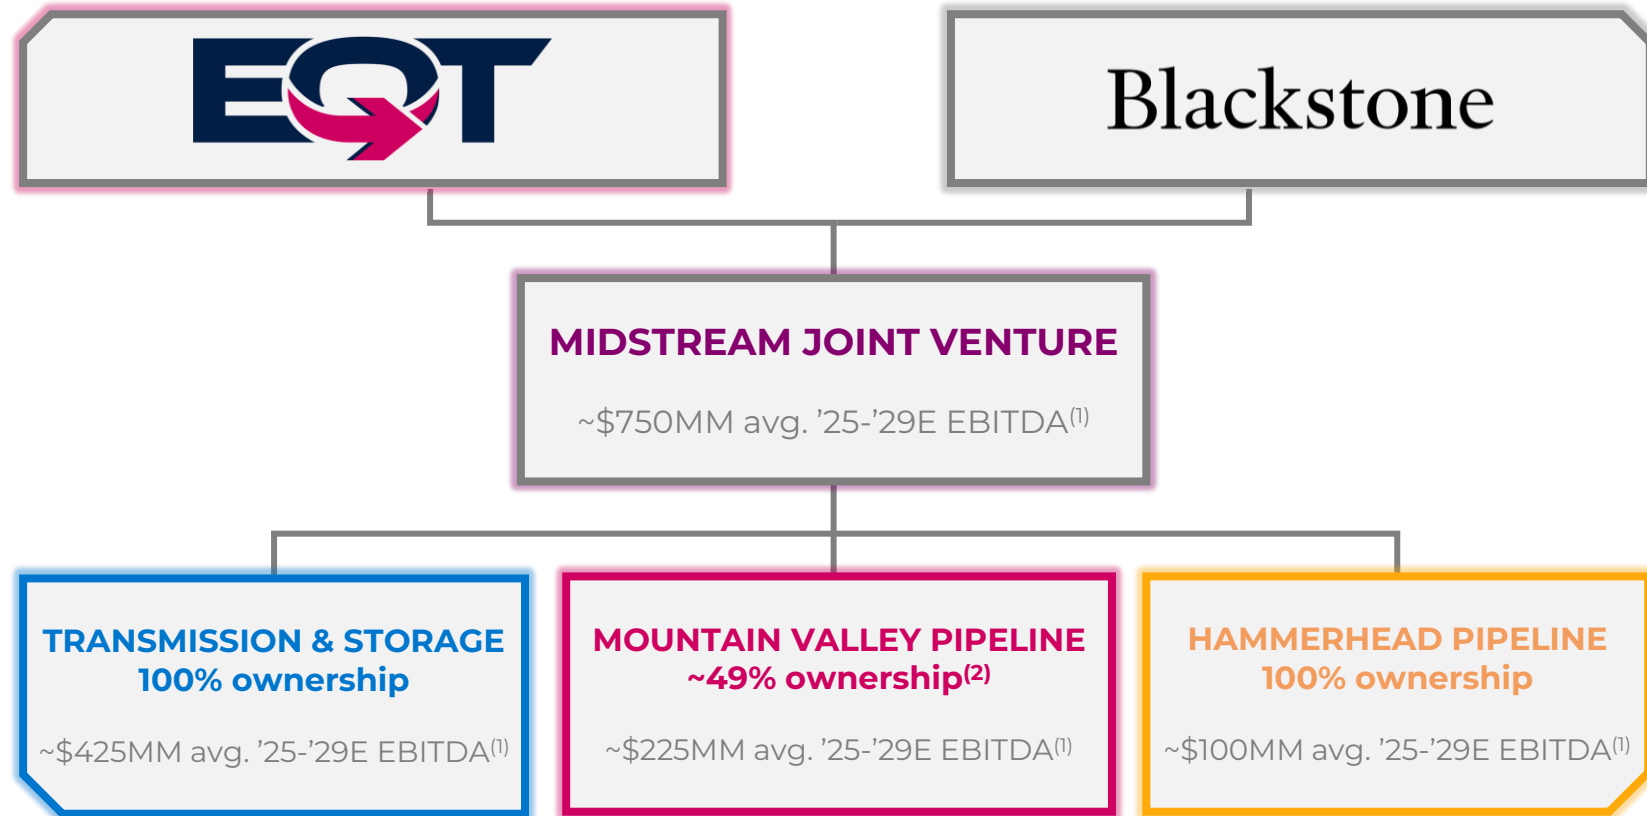 EQT
Blackstone
MIDSTREAM JOINT VENTURE
~$750MM avg. ’25-’29E EBITDA(1)
TRANSMISSION & STORAGE
100% ownership
~$425MM avg. ’25-’29E EBITDA(1)
MOUNTAIN VALLEY PIPELINE
~49% ownership(2)
~$225MM avg. ’25-’29E EBITDA(1)
HAMMERHEAD PIPELINE
100% ownership
~$100MM avg. ’25-’29E EBITDA(1)